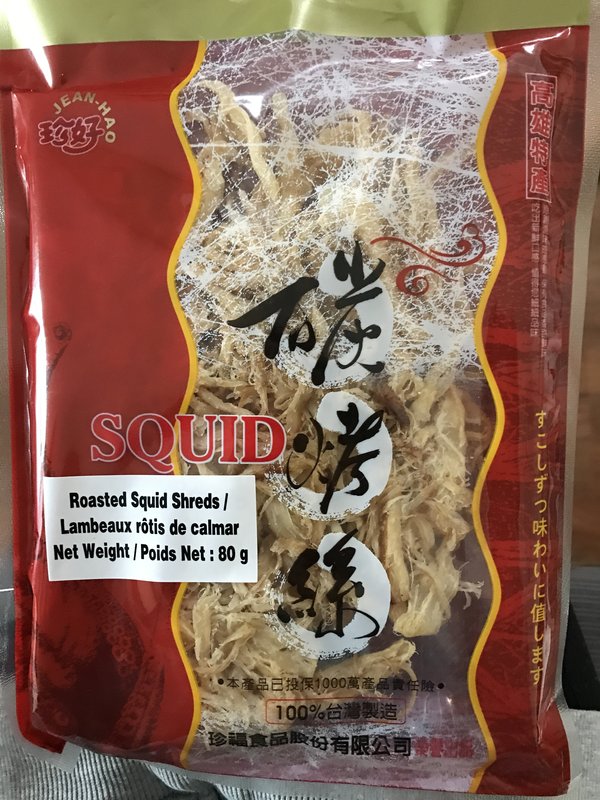 JEAN-HAO
珍好
高雄特產
碳烤絲
SQUID
Roasted Squid Shreds /
Lambeaux rôtis de calmar
Net Weight / Poids Net : 80 g
すこしずつ味わいに值します
•本產品已投保1000萬產品責任險•
100%台灣製造
珍福食品股份有限公司